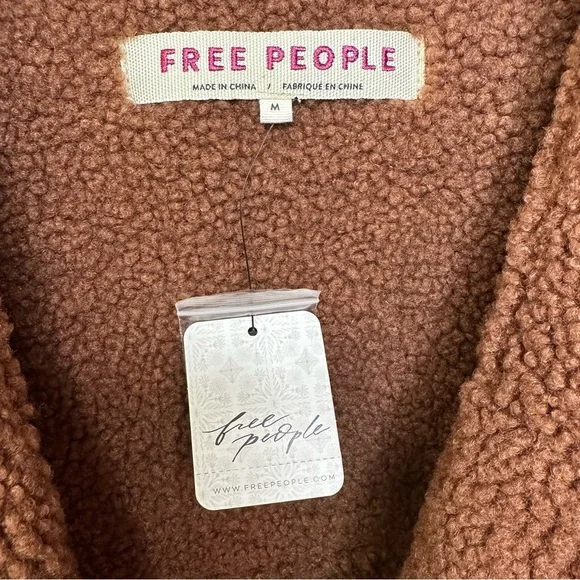 FREE PEOPLE
MADE IN CHINA / FABRIQUÉ EN CHINE
M
free
people
WWW.FREEPEOPLE.COM